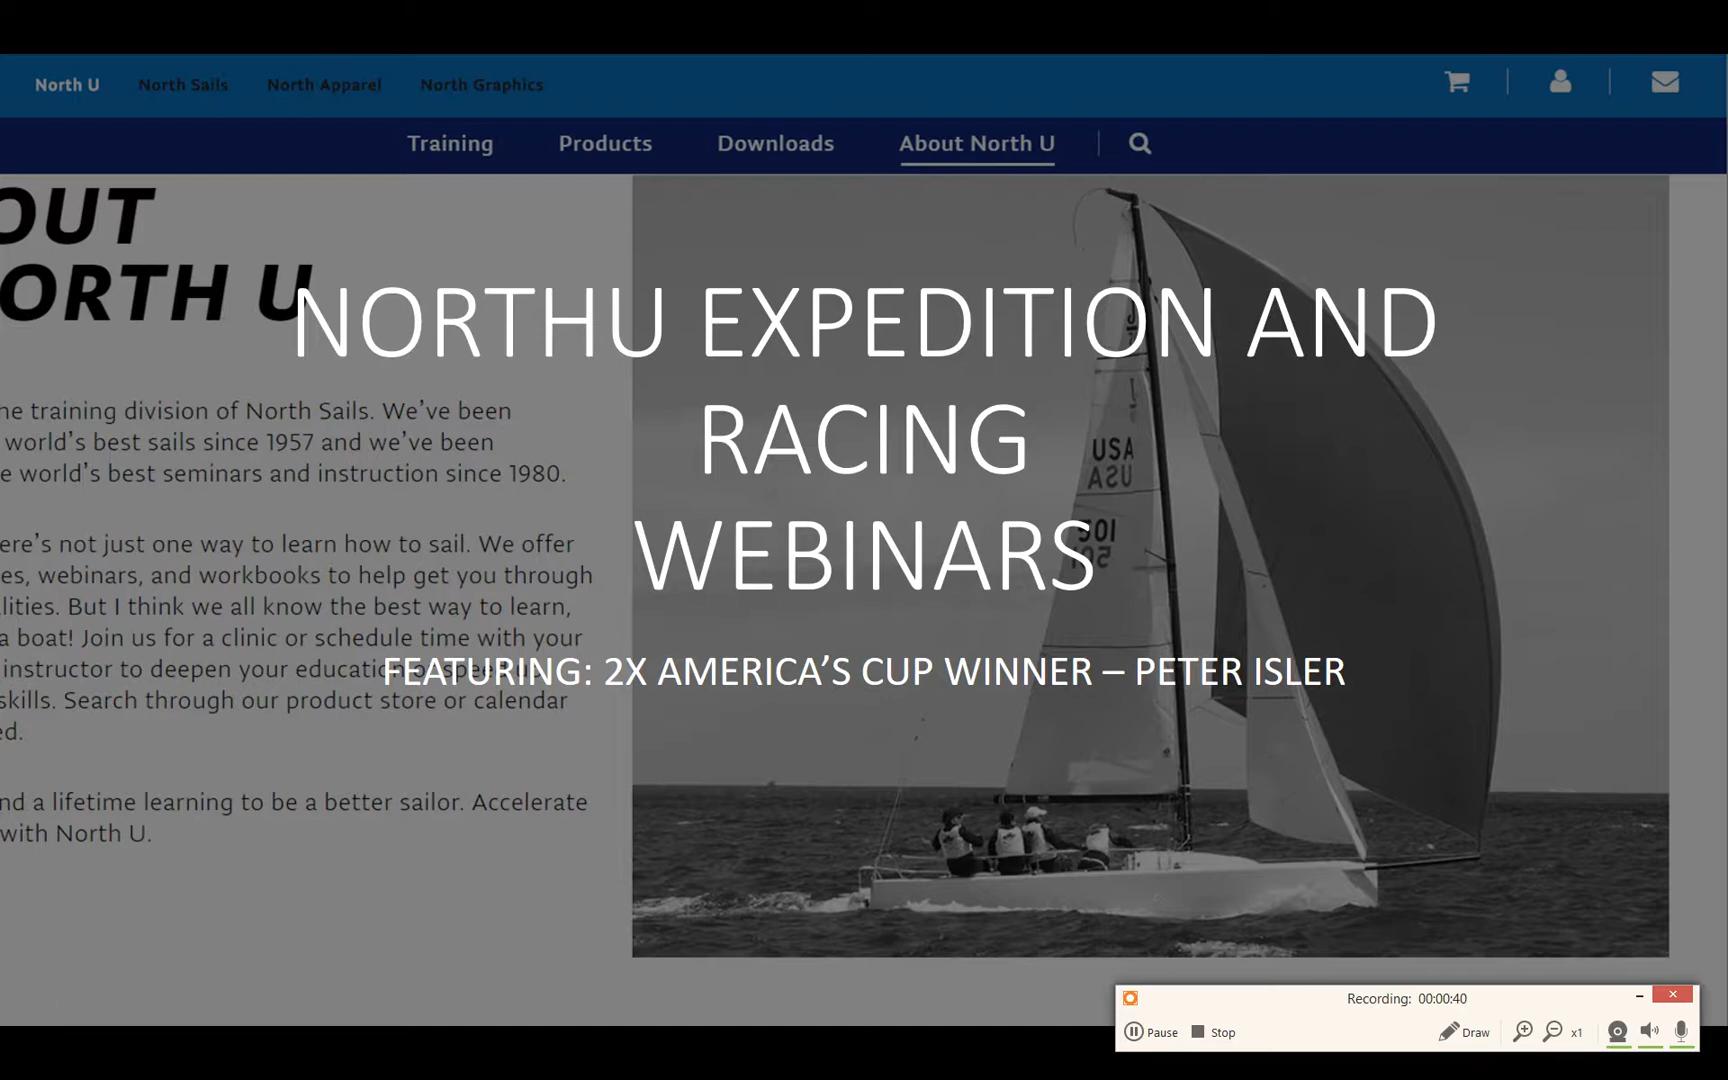 North U North Sails North Apparel North Graphics
Training Products Downloads About North U
OUT
ORTH U
NORTHU EXPEDITION AND
RACING
WEBINARS
FEATURING: 2X AMERICA’S CUP WINNER – PETER ISLER
he training division of North Sails. We’ve been
world’s best sails since 1957 and we’ve been
e world’s best seminars and instruction since 1980.
ere’s not just one way to learn how to sail. We offer
es, webinars, and workbooks to help get you through
lities. But I think we all know the best way to learn,
a boat! Join us for a clinic or schedule time with your
instructor to deepen your education
skills. Search through our product store or calendar
ed.
nd a lifetime learning to be a better sailor. Accelerate
with North U.
USA
USA
501
Recording: 00:00:40
Pause Stop Draw x1